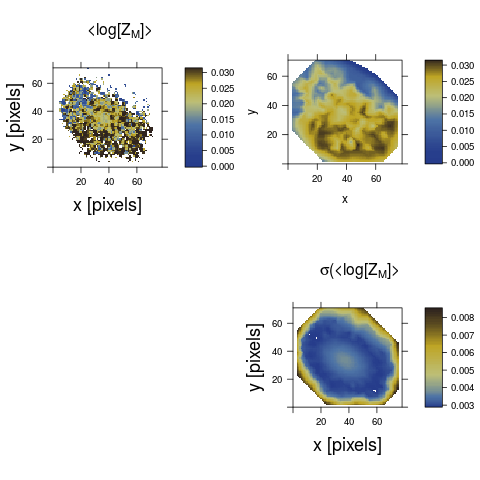 <log[Z_M]>
0.030
0.025
0.020
0.015
0.010
0.005
0.000
60
40
20
y [pixels]
20 40 60
x [pixels]
0.030
0.025
0.020
0.015
0.010
0.005
0.000
60
40
20
0
y
20 40 60
x
σ(<log[Z_M]>
0.008
0.007
0.006
0.005
0.004
0.003
60
40
20
y [pixels]
20 40 60
x [pixels]